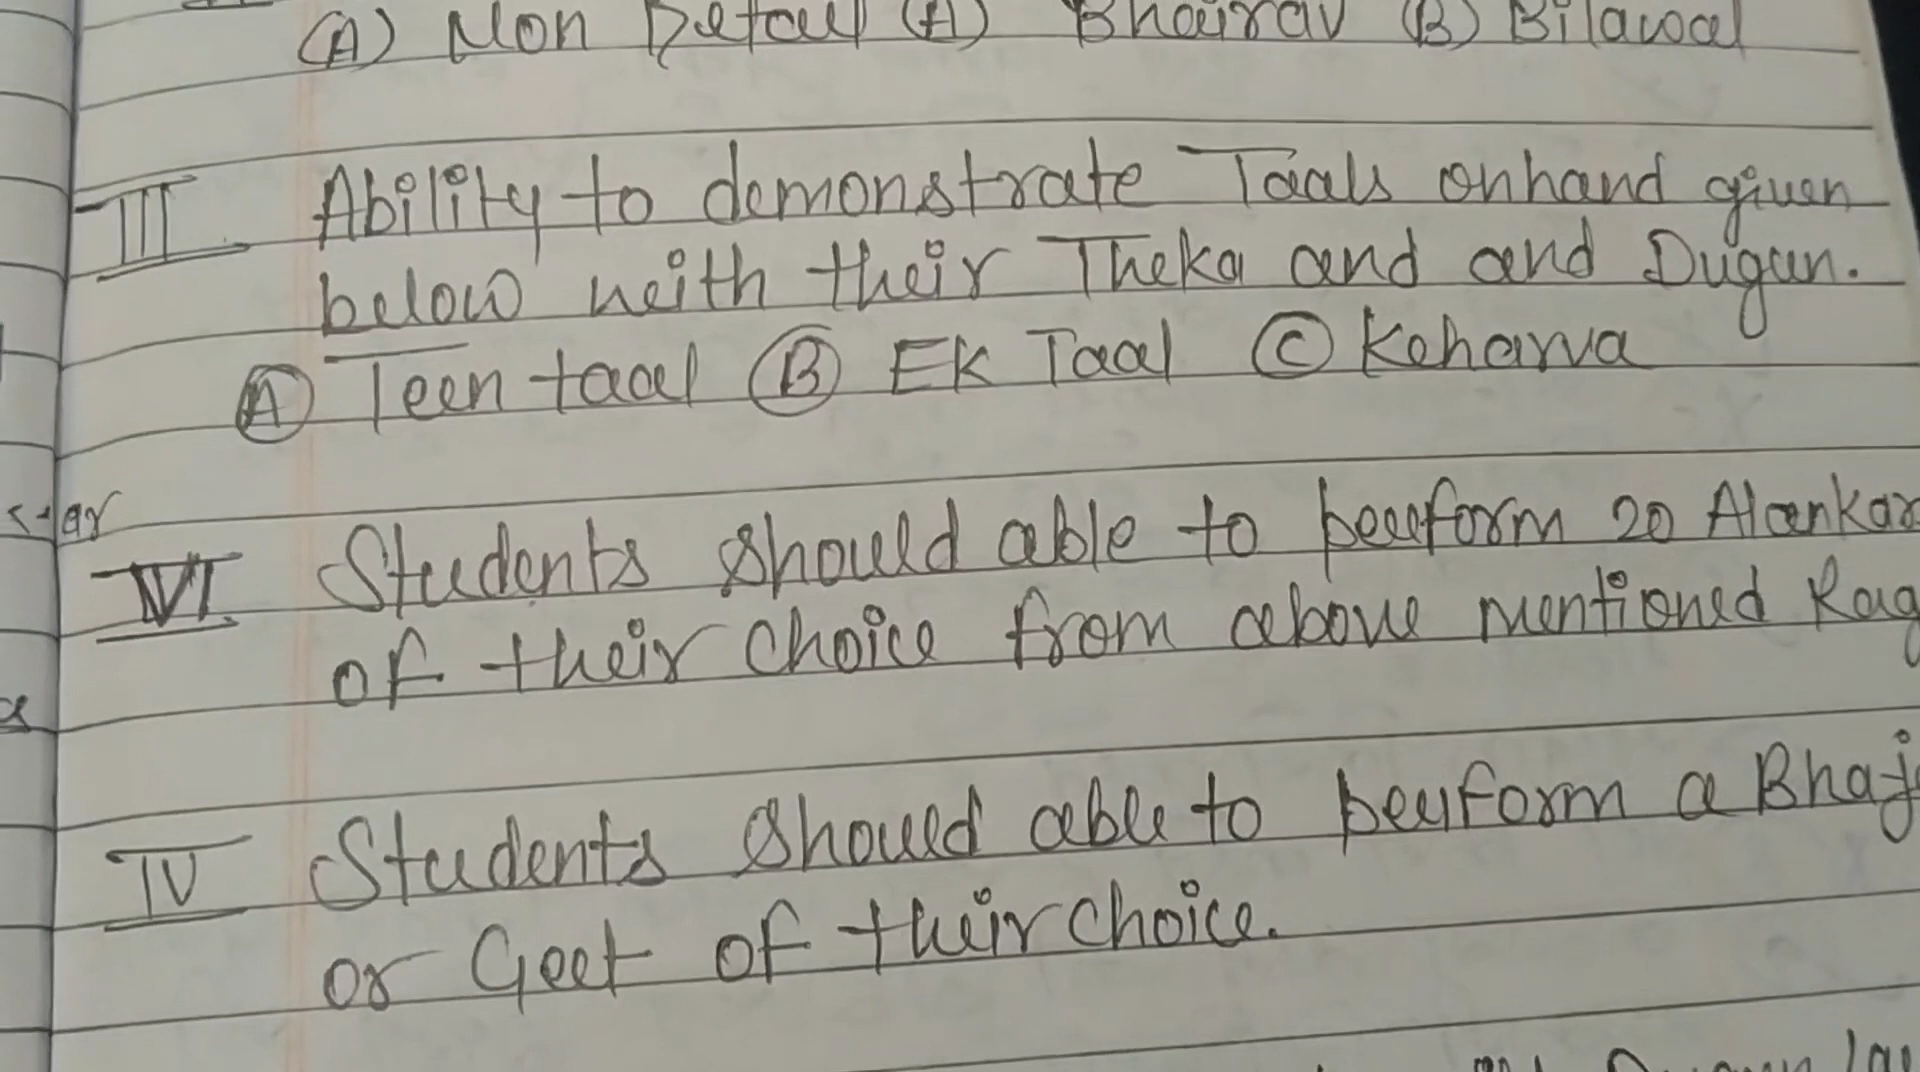 (A) Non Detail (A) Bhairav (B) Bilawal
III Ability to demonstrate Taals onhand given
below with their Theka and and Dugun.
(A) Teen taal (B) EK Taal (C) Keharva
VI. Students should able to perform 20 Alankar
of their choice from above mentioned Rag
IV Students should able to perform a Bhaj
or Geet of their choice.